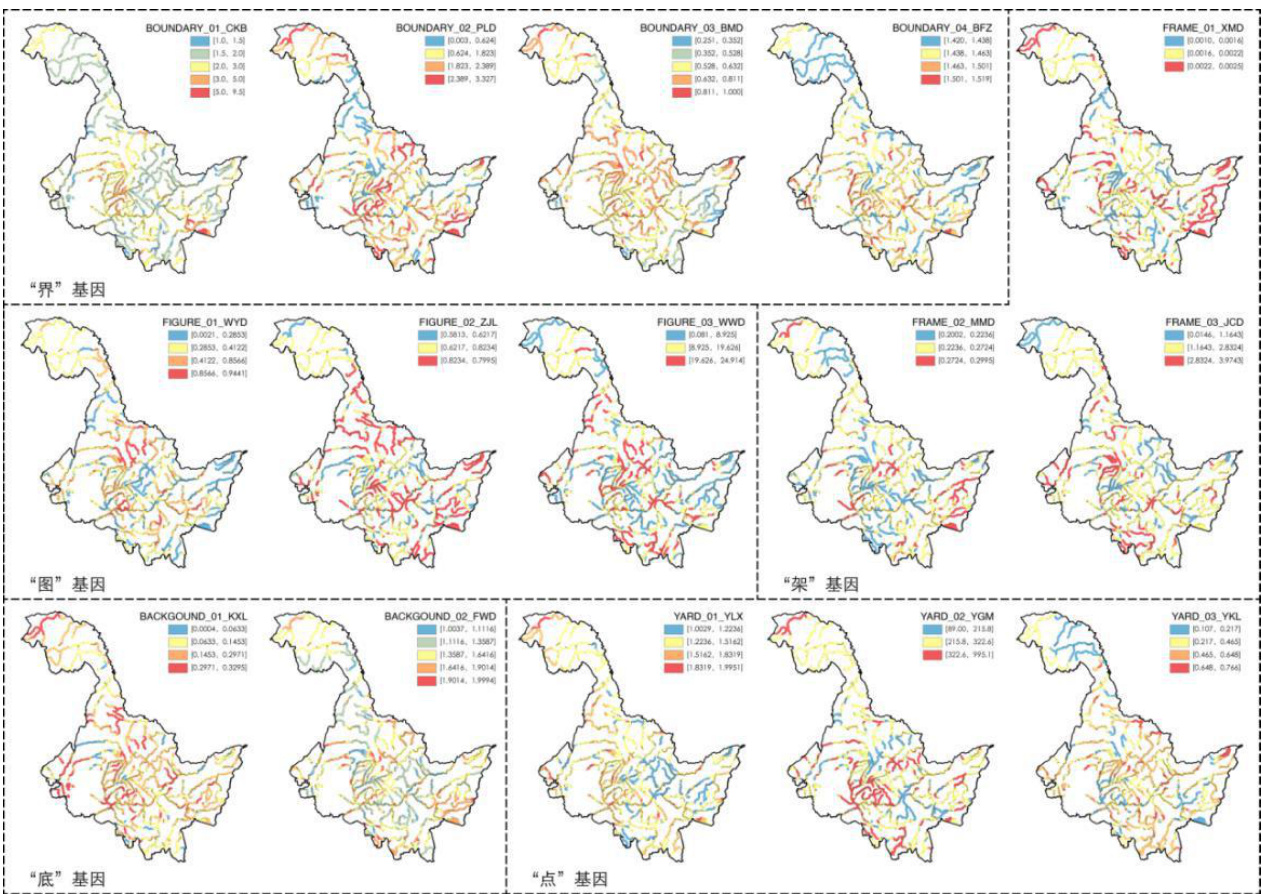 BOUNDARY_01_CKB
[1.0, 1.5]
[1.5, 2.0]
[2.0, 3.0]
[3.0, 5.0]
[5.0, 9.5]
BOUNDARY_02_PLD
[0.003, 0.624]
[0.624, 1.823]
[1.823, 2.389]
[2.389, 3.327]
BOUNDARY_03_BMD
[0.251, 0.352]
[0.352, 0.528]
[0.528, 0.632]
[0.632, 0.811]
[0.811, 1.000]
BOUNDARY_04_BFZ
[1.420, 1.438]
[1.438, 1.463]
[1.463, 1.501]
[1.501, 1.519]
FRAME_01_XMD
[0.0010, 0.0016]
[0.0016, 0.0022]
[0.0022, 0.0025]
“界”基因
FIGURE_01_WYD
[0.0021, 0.2853]
[0.2853, 0.4122]
[0.4122, 0.8566]
[0.8566, 0.9441]
FIGURE_02_ZJL
[0.5813, 0.6217]
[0.6217, 0.8234]
[0.8234, 0.7995]
FIGURE_03_WWD
[0.081, 8.925]
[8.925, 19.626]
[19.626, 24.914]
FRAME_02_MMD
[0.2002, 0.2236]
[0.2236, 0.2724]
[0.2724, 0.2995]
FRAME_03_JCD
[0.0146, 1.1643]
[1.1643, 2.8324]
[2.8324, 3.9743]
“图”基因
“架”基因
BACKGOUND_01_KXL
[0.0004, 0.0633]
[0.0633, 0.1453]
[0.1453, 0.2971]
[0.2971, 0.3295]
BACKGOUND_02_FWD
[1.0037, 1.1116]
[1.1116, 1.3587]
[1.3587, 1.6416]
[1.6416, 1.9014]
[1.9014, 1.9994]
YARD_01_YLX
[1.0029, 1.2236]
[1.2236, 1.5162]
[1.5162, 1.8319]
[1.8319, 1.9951]
YARD_02_YGM
[89.00, 215.8]
[215.8, 322.6]
[322.6, 995.1]
YARD_03_YKL
[0.107, 0.217]
[0.217, 0.465]
[0.465, 0.648]
[0.648, 0.766]
“底”基因
“点”基因